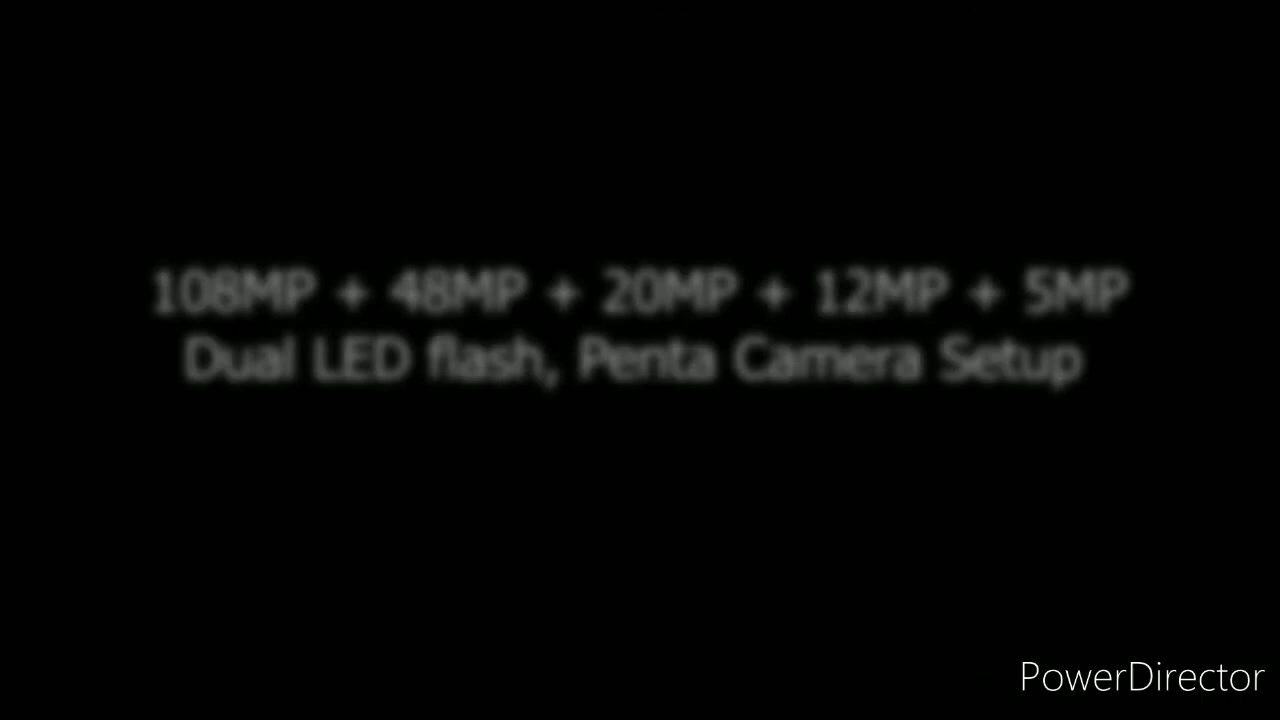 108MP + 48MP + 20MP + 12MP + 5MP
Dual LED flash, Penta Camera Setup
PowerDirector